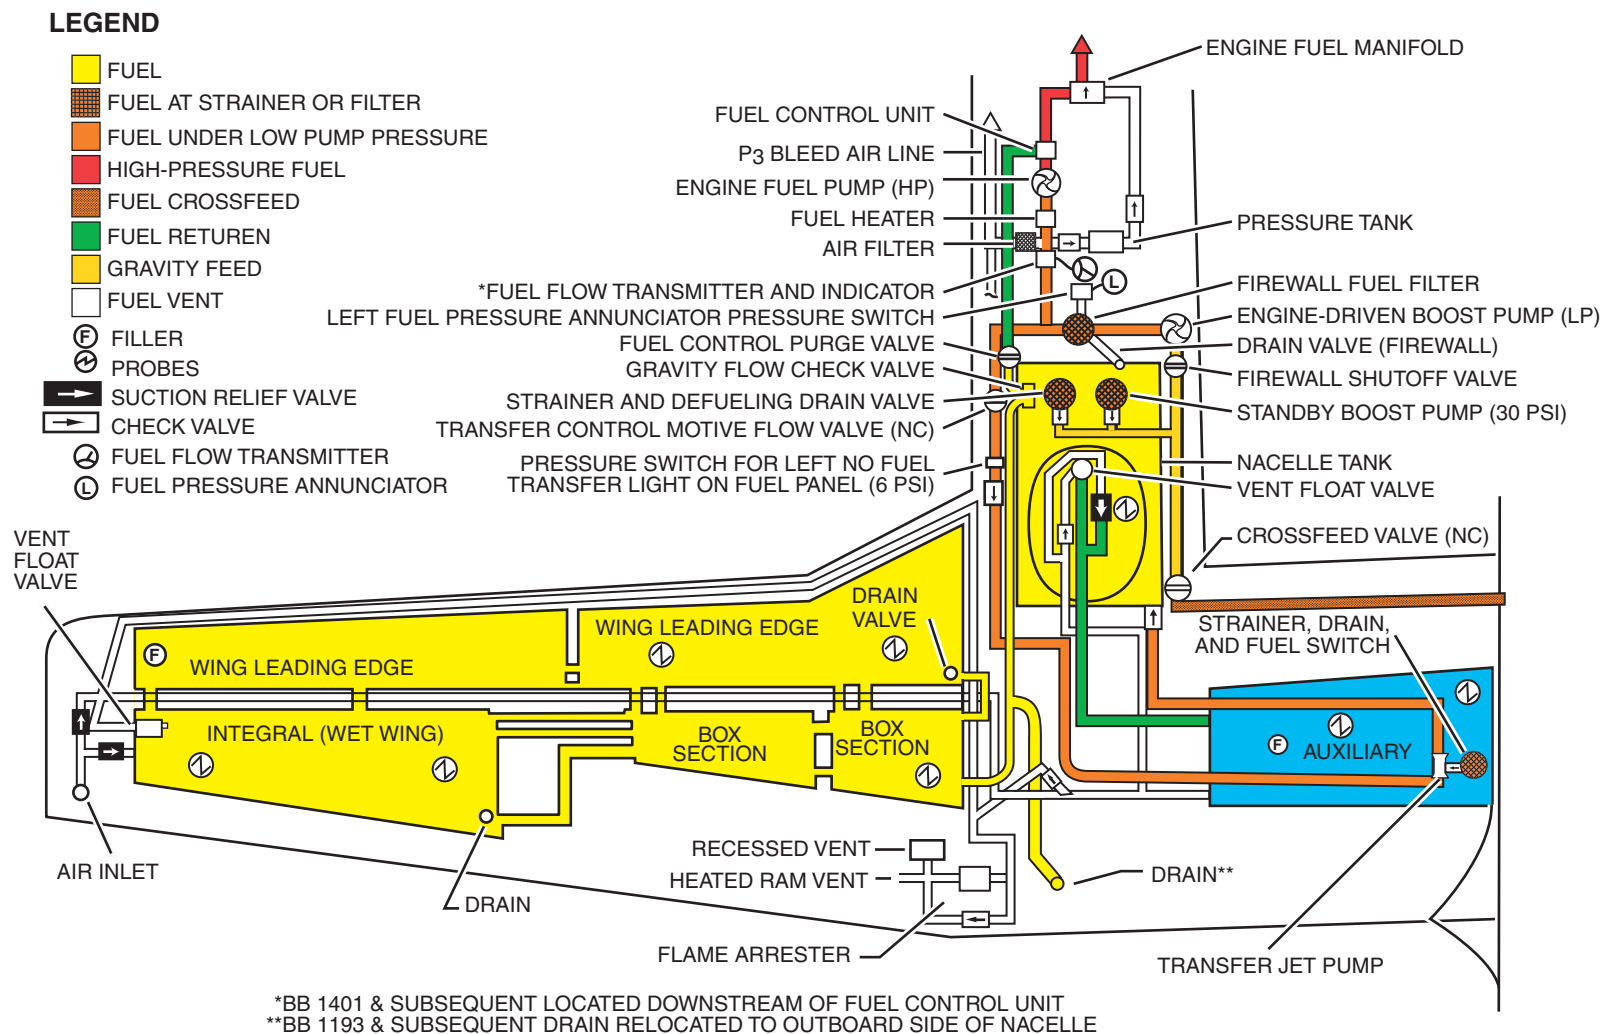 LEGEND
FUEL
FUEL AT STRAINER OR FILTER
FUEL UNDER LOW PUMP PRESSURE
HIGH-PRESSURE FUEL
FUEL CROSSFEED
FUEL RETUREN
GRAVITY FEED
FUEL VENT
F FILLER
PROBES
SUCTION RELIEF VALVE
CHECK VALVE
FUEL FLOW TRANSMITTER
L FUEL PRESSURE ANNUNCIATOR
ENGINE FUEL MANIFOLD
FUEL CONTROL UNIT
P3 BLEED AIR LINE
ENGINE FUEL PUMP (HP)
FUEL HEATER
AIR FILTER
*FUEL FLOW TRANSMITTER AND INDICATOR
LEFT FUEL PRESSURE ANNUNCIATOR PRESSURE SWITCH
FUEL CONTROL PURGE VALVE
GRAVITY FLOW CHECK VALVE
STRAINER AND DEFUELING DRAIN VALVE
TRANSFER CONTROL MOTIVE FLOW VALVE (NC)
PRESSURE SWITCH FOR LEFT NO FUEL
TRANSFER LIGHT ON FUEL PANEL (6 PSI)
L
PRESSURE TANK
FIREWALL FUEL FILTER
ENGINE-DRIVEN BOOST PUMP (LP)
DRAIN VALVE (FIREWALL)
FIREWALL SHUTOFF VALVE
STANDBY BOOST PUMP (30 PSI)
NACELLE TANK
VENT FLOAT VALVE
CROSSFEED VALVE (NC)
STRAINER, DRAIN,
AND FUEL SWITCH
VENT
FLOAT
VALVE
DRAIN
VALVE
WING LEADING EDGE
F
WING LEADING EDGE
INTEGRAL (WET WING)
BOX
SECTION
BOX
SECTION
F
AUXILIARY
AIR INLET
DRAIN
RECESSED VENT
HEATED RAM VENT
FLAME ARRESTER
DRAIN**
TRANSFER JET PUMP
*BB 1401 & SUBSEQUENT LOCATED DOWNSTREAM OF FUEL CONTROL UNIT
**BB 1193 & SUBSEQUENT DRAIN RELOCATED TO OUTBOARD SIDE OF NACELLE